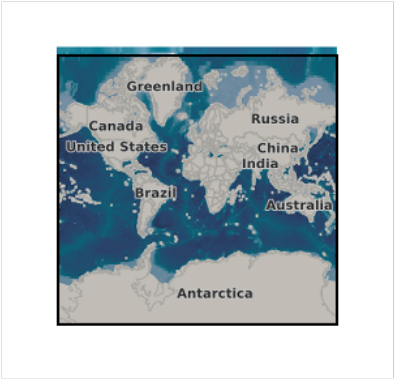 Greenland
Canada
Russia
United States
China
India
Brazil
Australia
Antarctica